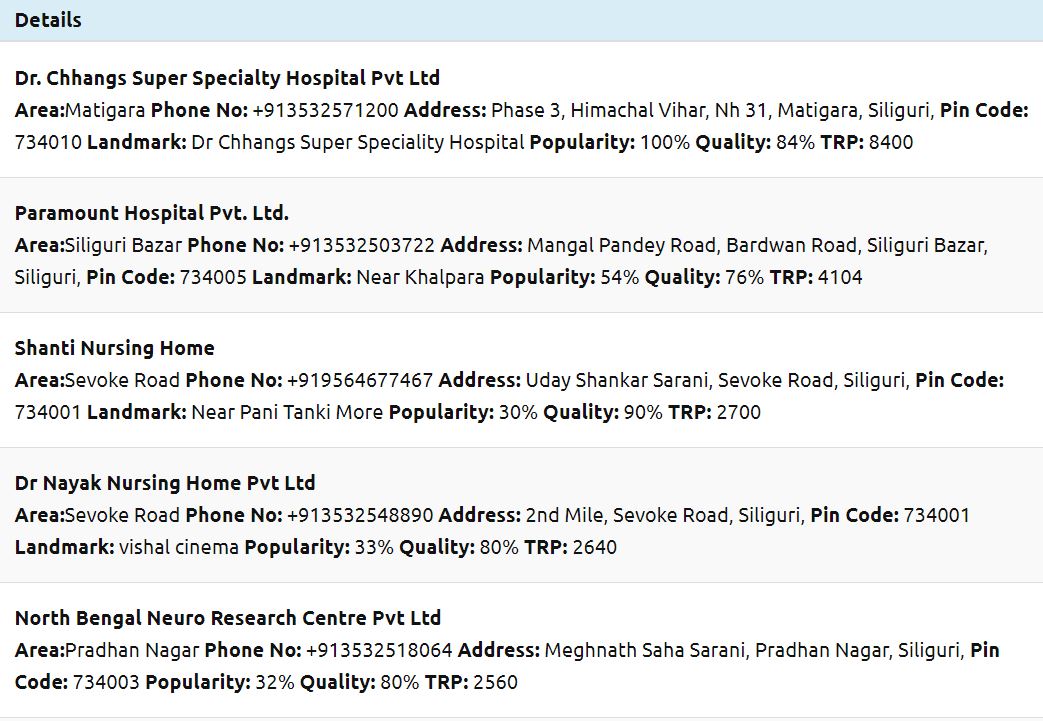 Details
Dr. Chhangs Super Specialty Hospital Pvt Ltd
Area:Matigara Phone No: +913532571200 Address: Phase 3, Himachal Vihar, Nh 31, Matigara, Siliguri, Pin Code:
734010 Landmark: Dr Chhangs Super Speciality Hospital Popularity: 100% Quality: 84% TRP: 8400
Paramount Hospital Pvt. Ltd.
Area:Siliguri Bazar Phone No: +913532503722 Address: Mangal Pandey Road, Bardwan Road, Siliguri Bazar,
Siliguri, Pin Code: 734005 Landmark: Near Khalpara Popularity: 54% Quality: 76% TRP: 4104
Shanti Nursing Home
Area:Sevoke Road Phone No: +919564677467 Address: Uday Shankar Sarani, Sevoke Road, Siliguri, Pin Code:
734001 Landmark: Near Pani Tanki More Popularity: 30% Quality: 90% TRP: 2700
Dr Nayak Nursing Home Pvt Ltd
Area:Sevoke Road Phone No: +913532548890 Address: 2nd Mile, Sevoke Road, Siliguri, Pin Code: 734001
Landmark: vishal cinema Popularity: 33% Quality: 80% TRP: 2640
North Bengal Neuro Research Centre Pvt Ltd
Area:Pradhan Nagar Phone No: +913532518064 Address: Meghnath Saha Sarani, Pradhan Nagar, Siliguri, Pin
Code: 734003 Popularity: 32% Quality: 80% TRP: 2560